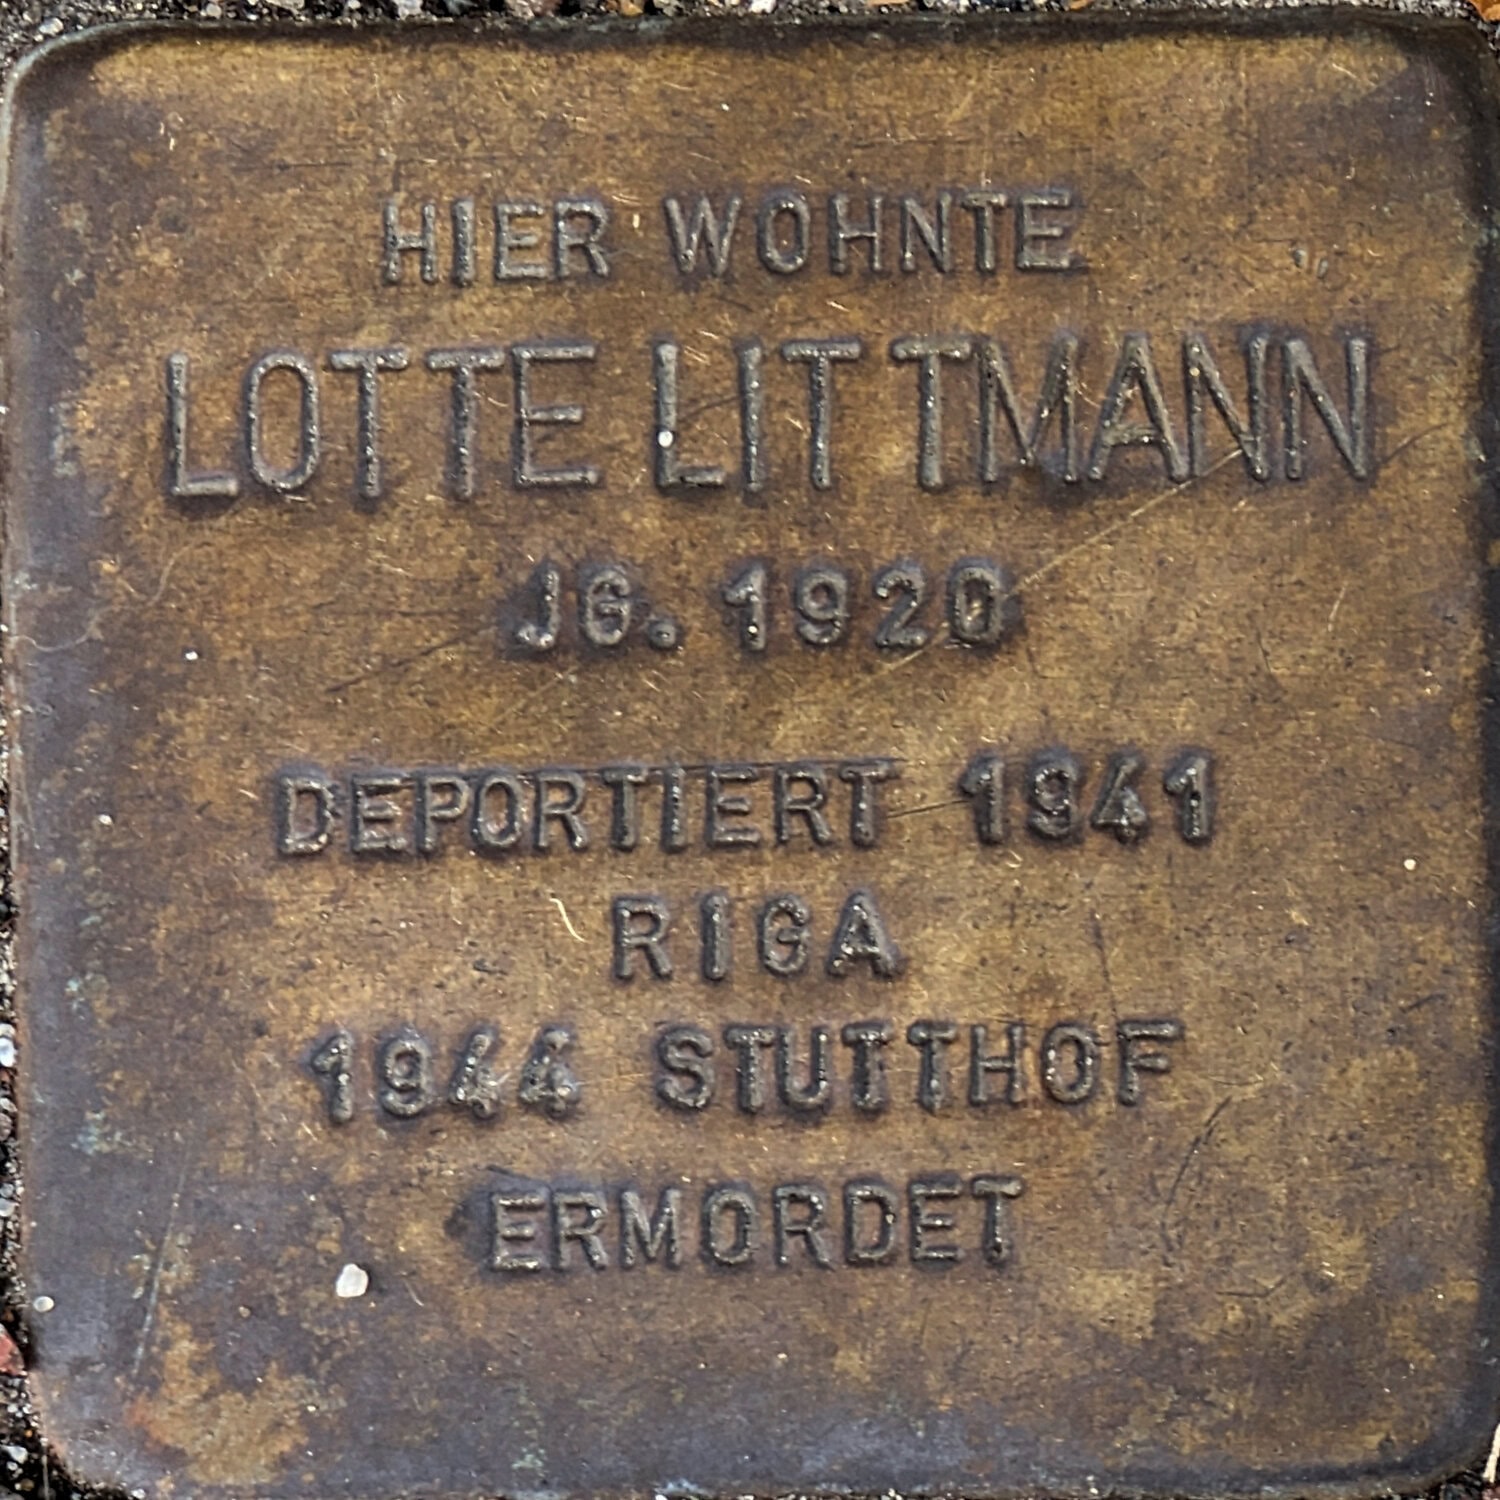 HIER WOHNTE
LOTTE LITTMANN
JG. 1920
DEPORTIERT 1941
RIGA
1944 STUTTHOF
ERMORDET